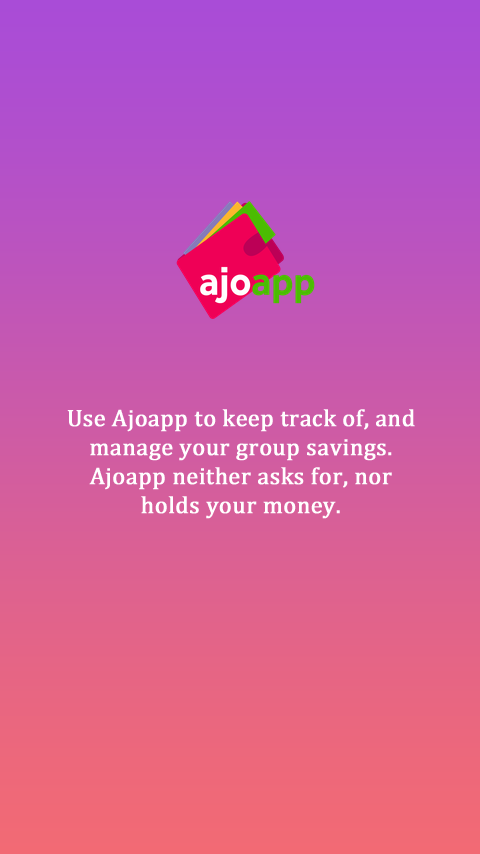 ajoapp
Use Ajoapp to keep track of, and
manage your group savings.
Ajoapp neither asks for, nor
holds your money.